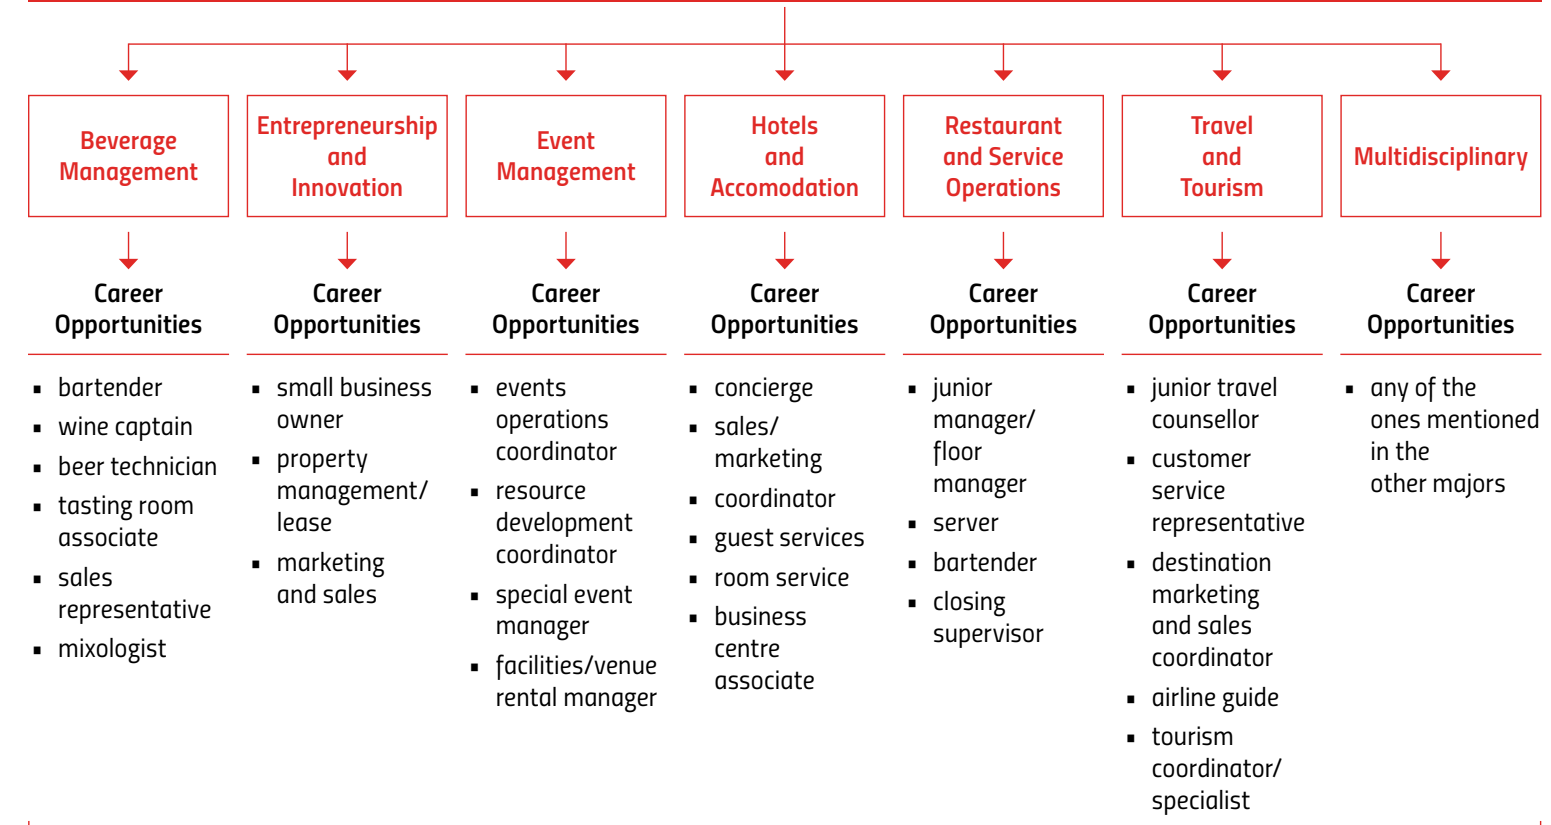 Beverage
Management
Entrepreneurship
and
Innovation
Event
Management
Hotels
and
Accomodation
Restaurant
and Service
Operations
Travel
and
Tourism
Multidisciplinary
Career
Opportunities
▪ bartender
▪ wine captain
▪ beer technician
▪ tasting room
associate
▪ sales
representative
▪ mixologist
Career
Opportunities
▪ small business
owner
▪ property
management/
lease
▪ marketing
and sales
Career
Opportunities
▪ events
operations
coordinator
▪ resource
development
coordinator
▪ special event
manager
▪ facilities/venue
rental manager
Career
Opportunities
▪ concierge
▪ sales/
marketing
▪ coordinator
▪ guest services
▪ room service
▪ business
centre
associate
Career
Opportunities
▪ junior
manager/
floor
manager
▪ server
▪ bartender
▪ closing
supervisor
Career
Opportunities
▪ junior travel
counsellor
▪ customer
service
representative
▪ destination
marketing
and sales
coordinator
▪ airline guide
▪ tourism
coordinator/
specialist
Career
Opportunities
▪ any of the
ones mentioned
in the
other majors